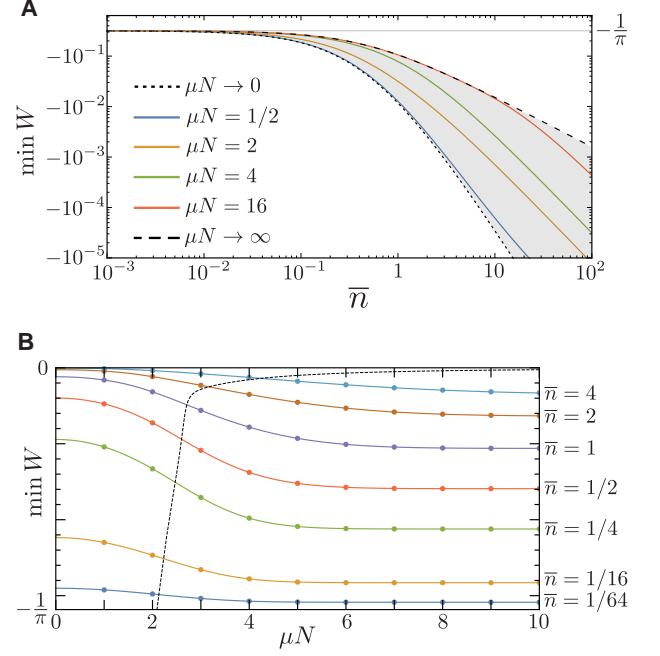 A
−1/π
−10⁻¹
−10⁻²
−10⁻³
−10⁻⁴
−10⁻⁵
min W
μN → 0
μN = 1/2
μN = 2
μN = 4
μN = 16
μN → ∞
10⁻³ 10⁻² 10⁻¹ 1 10 10²
n̅
B
0
min W
−1/π
n̅ = 4
n̅ = 2
n̅ = 1
n̅ = 1/2
n̅ = 1/4
n̅ = 1/16
n̅ = 1/64
0 2 4 6 8 10
μN